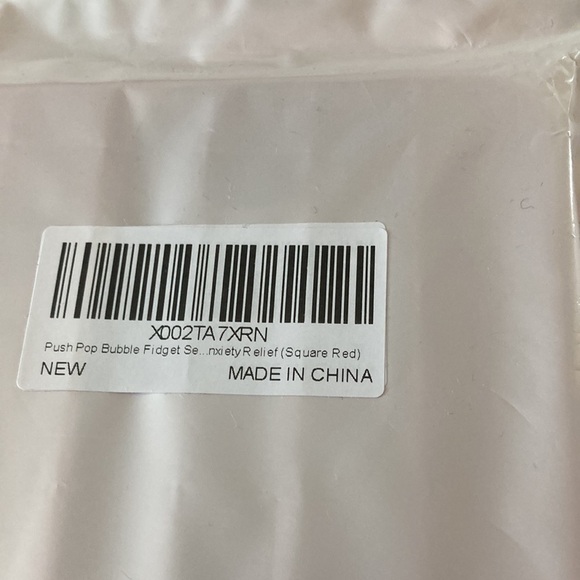 X002TA7XRN
Push Pop Bubble Fidget Se...nxiety Relief (Square Red)
NEW MADE IN CHINA